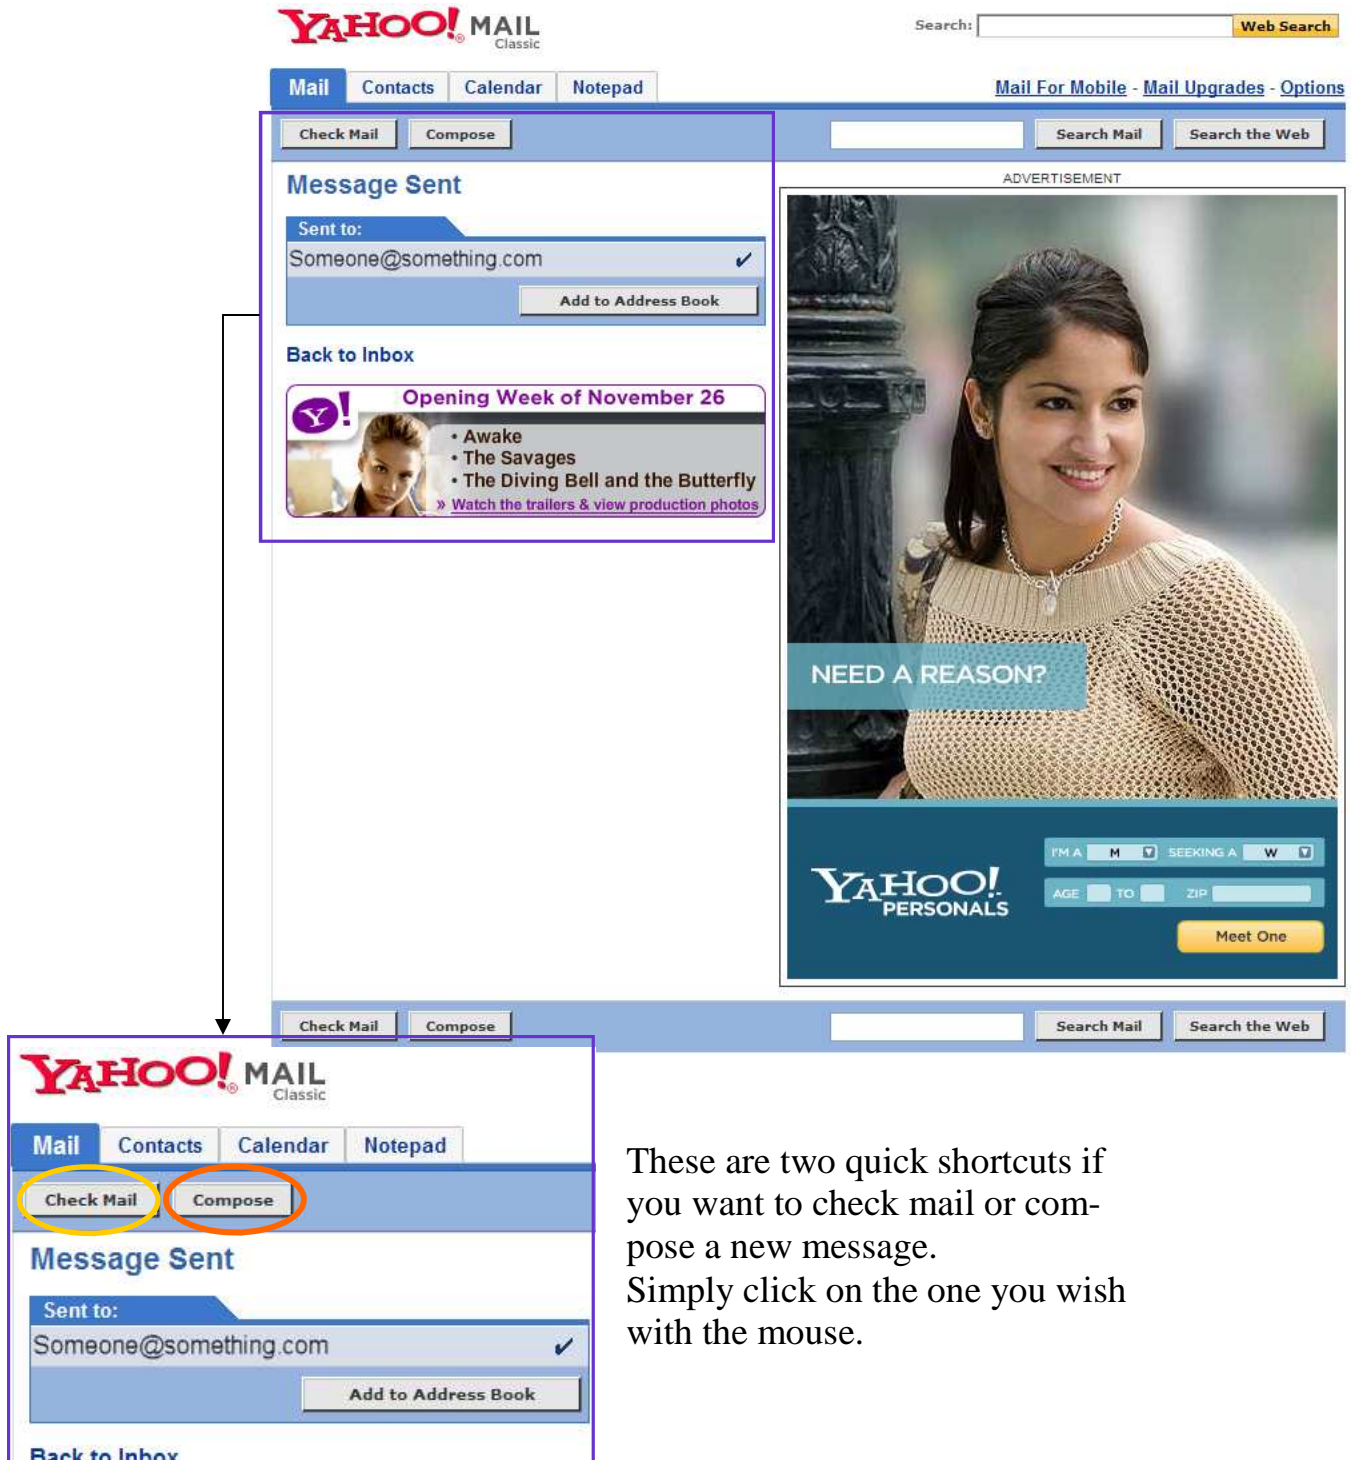 YAHOO!® MAIL
Classic
Search:
Web Search
Mail Contacts Calendar Notepad
Mail For Mobile - Mail Upgrades - Options
Check Mail Compose
Search Mail Search the Web
Message Sent
Sent to:
Someone@something.com ✔
Add to Address Book
Back to Inbox
Y!
Opening Week of November 26
• Awake
• The Savages
• The Diving Bell and the Butterfly
» Watch the trailers & view production photos
ADVERTISEMENT
NEED A REASON?
YAHOO!
PERSONALS
I'M A M SEEKING A W
AGE TO ZIP
Meet One
Check Mail Compose
Search Mail Search the Web
YAHOO!® MAIL
Classic
Mail Contacts Calendar Notepad
Check Mail Compose
Message Sent
Sent to:
Someone@something.com ✔
Add to Address Book
Back to Inbox
These are two quick shortcuts if
you want to check mail or com-
pose a new message.
Simply click on the one you wish
with the mouse.